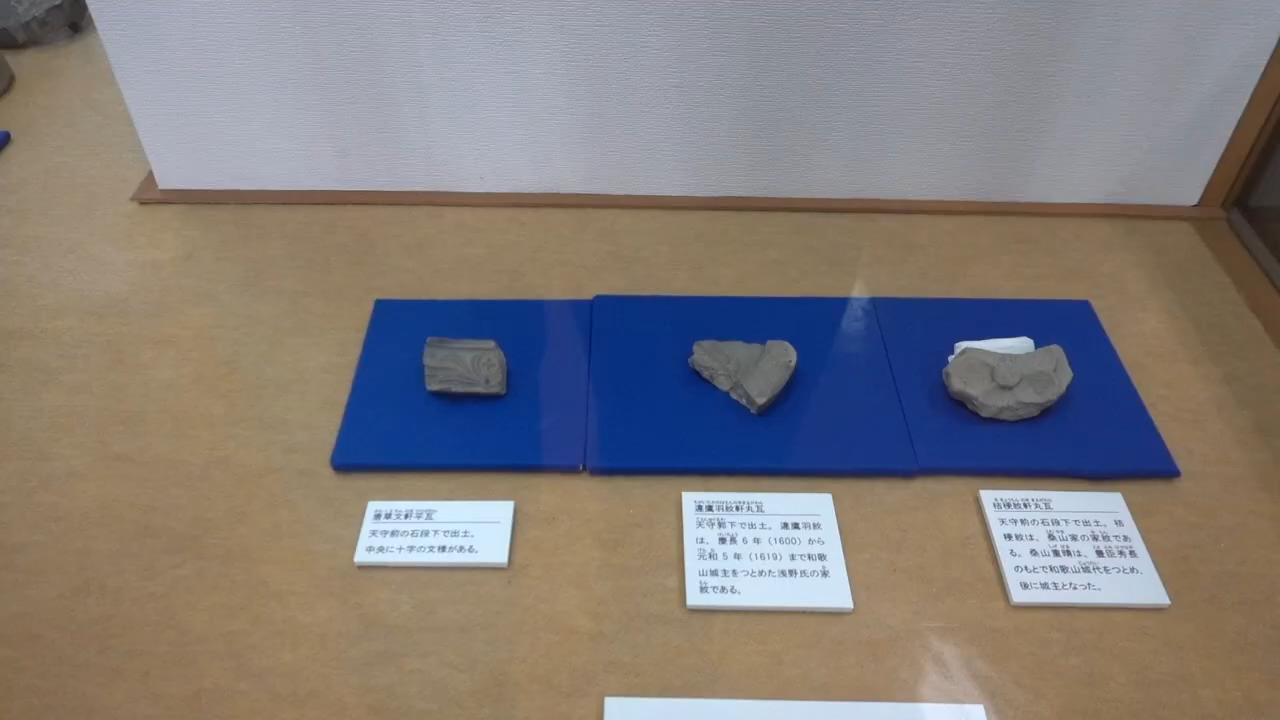 唐草文軒平瓦
天守前の石段下で出土。
中央に十字の文様がある。
違鷹羽紋軒丸瓦
天守郭下で出土。違鷹羽紋
は、慶長6年（1600）から
元和5年（1619）まで和歌
山城主をつとめた浅野氏の家
紋である。
桔梗紋軒丸瓦
天守前の石段下で出土。桔
梗紋は、桑山家の家紋であ
る。桑山重晴は、豊臣秀長
のもとで和歌山城代をつとめ、
後に城主となった。